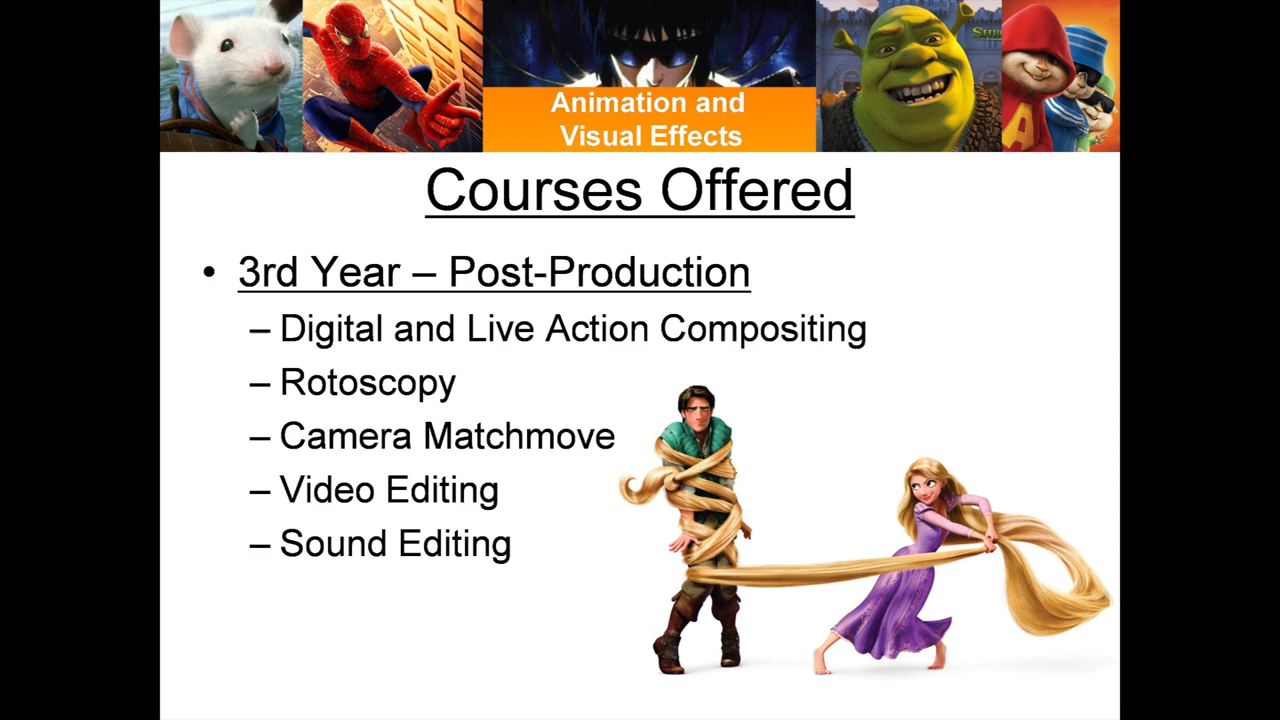 Animation and
Visual Effects
Courses Offered
• 3rd Year – Post-Production
– Digital and Live Action Compositing
– Rotoscopy
– Camera Matchmove
– Video Editing
– Sound Editing